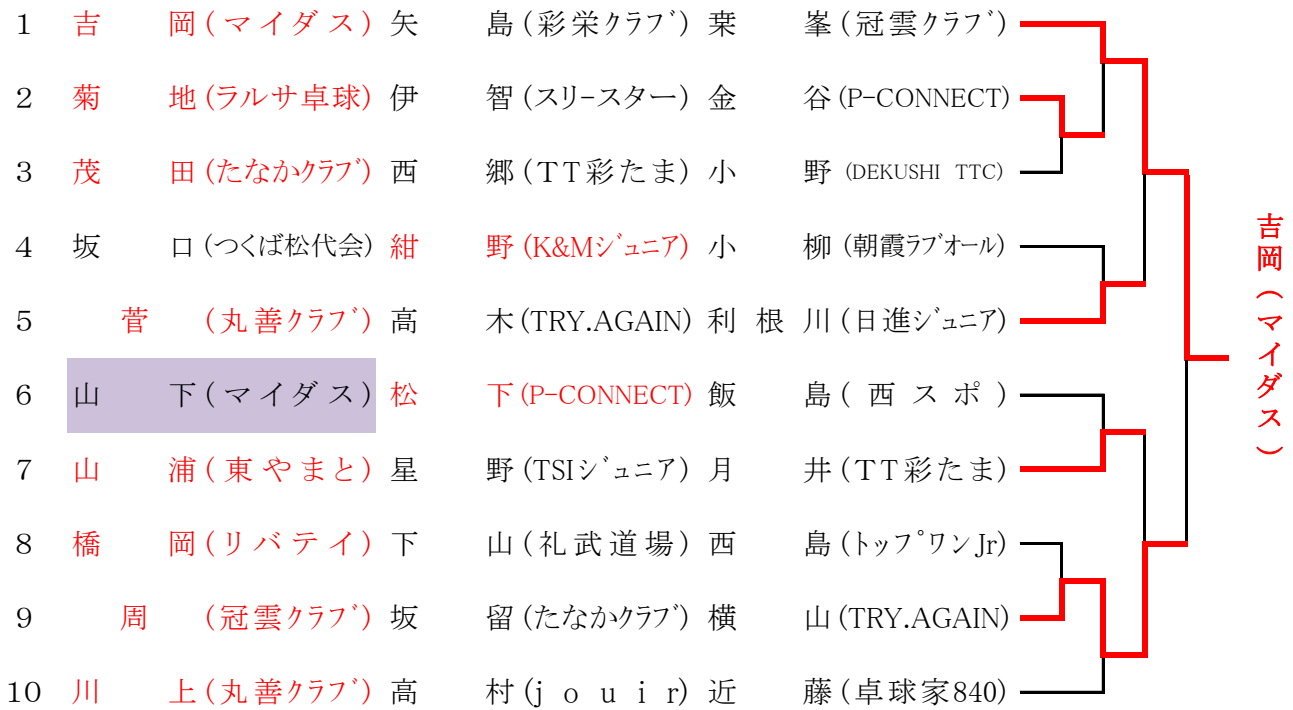 1 吉岡(マイダス) 矢島(彩栄クラブ) 栞峯(冠雲クラブ)
2 菊地(ラルサ卓球) 伊智(スリースター) 金谷(P-CONNECT)
3 茂田(たなかクラブ) 西郷(TT彩たま) 小野(DEKUSHI TTC)
4 坂口(つくば松代会) 紺野(K&Mジュニア) 小柳(朝霞ラブオール)
5 菅(丸善クラブ) 高木(TRY.AGAIN) 利根川(日進ジュニア)
6 山下(マイダス) 松下(P-CONNECT) 飯島(西スポ)
7 山浦(東やまと) 星野(TSIジュニア) 月井(TT彩たま)
8 橋岡(リバテイ) 下山(礼武道場) 西島(トップワンJr)
9 周(冠雲クラブ) 坂留(たなかクラブ) 横山(TRY.AGAIN)
10 川上(丸善クラブ) 高村(jouir) 近藤(卓球家840)
吉岡(マイダス)